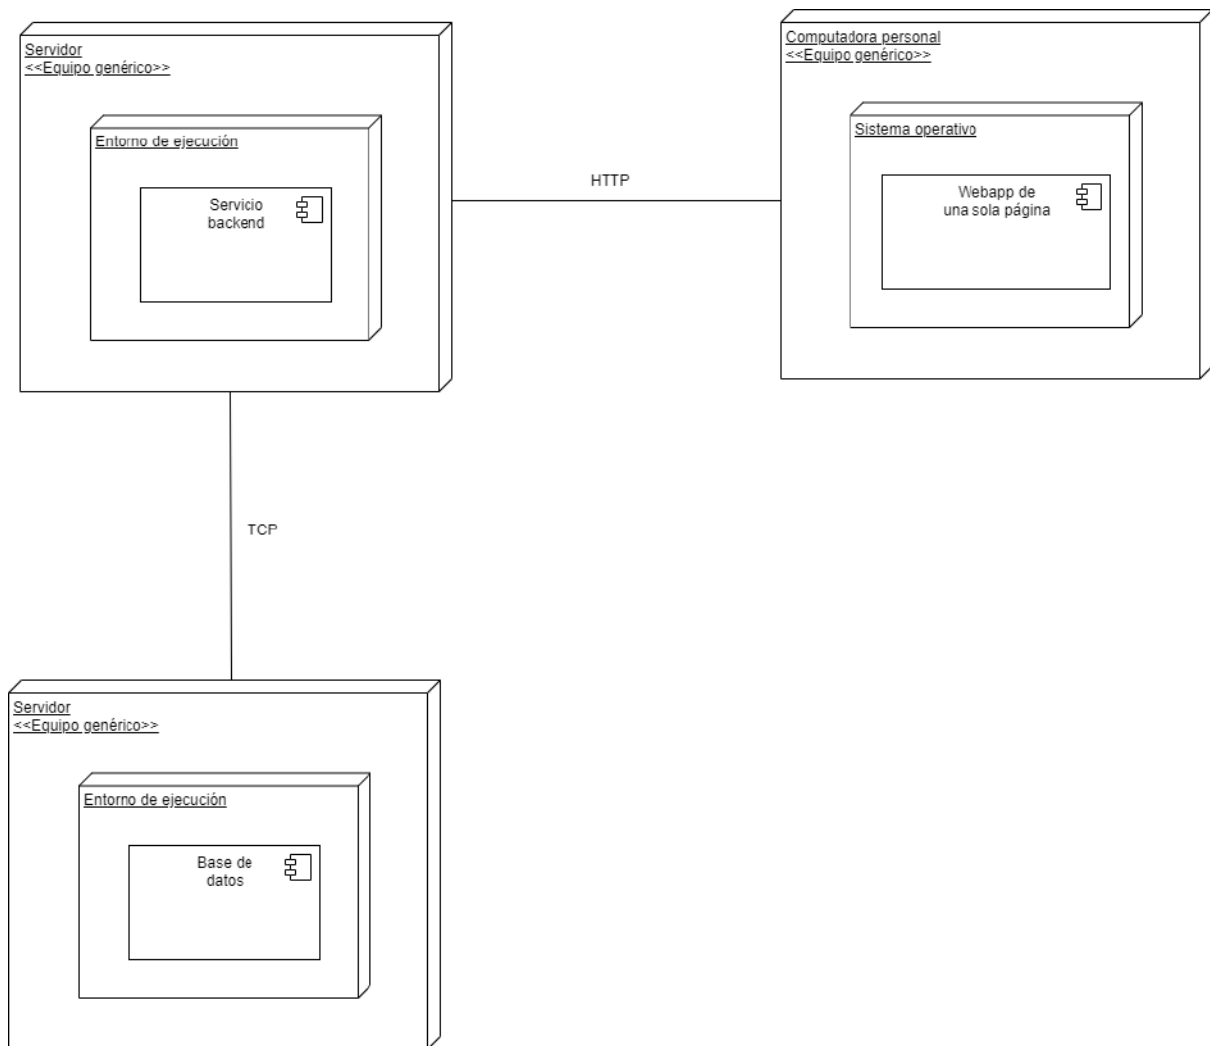 Servidor
<<Equipo genérico>>
Entorno de ejecución
Servicio
backend
HTTP
Computadora personal
<<Equipo genérico>>
Sistema operativo
Webapp de
una sola página
TCP
Servidor
<<Equipo genérico>>
Entorno de ejecución
Base de
datos